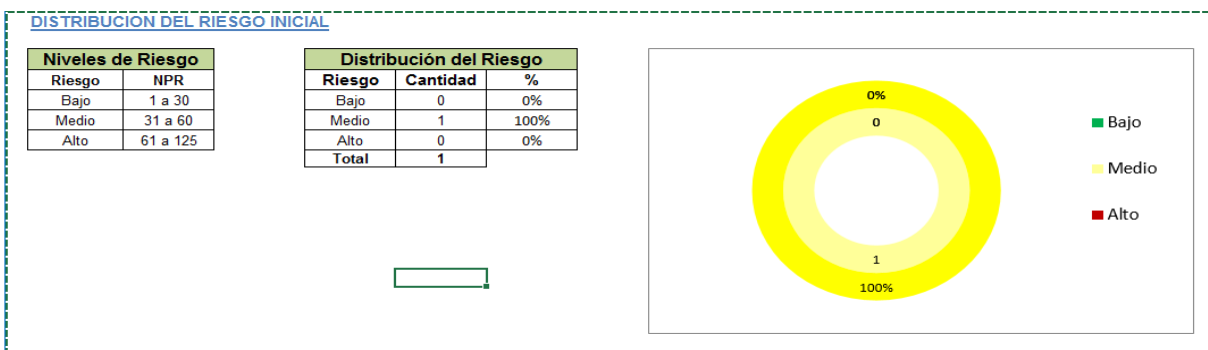 DISTRIBUCION DEL RIESGO INICIAL
Niveles de Riesgo
Riesgo NPR
Bajo 1 a 30
Medio 31 a 60
Alto 61 a 125
Distribución del Riesgo
Riesgo Cantidad %
Bajo 0 0%
Medio 1 100%
Alto 0 0%
Total 1
0%
0
1
100%
Bajo
Medio
Alto